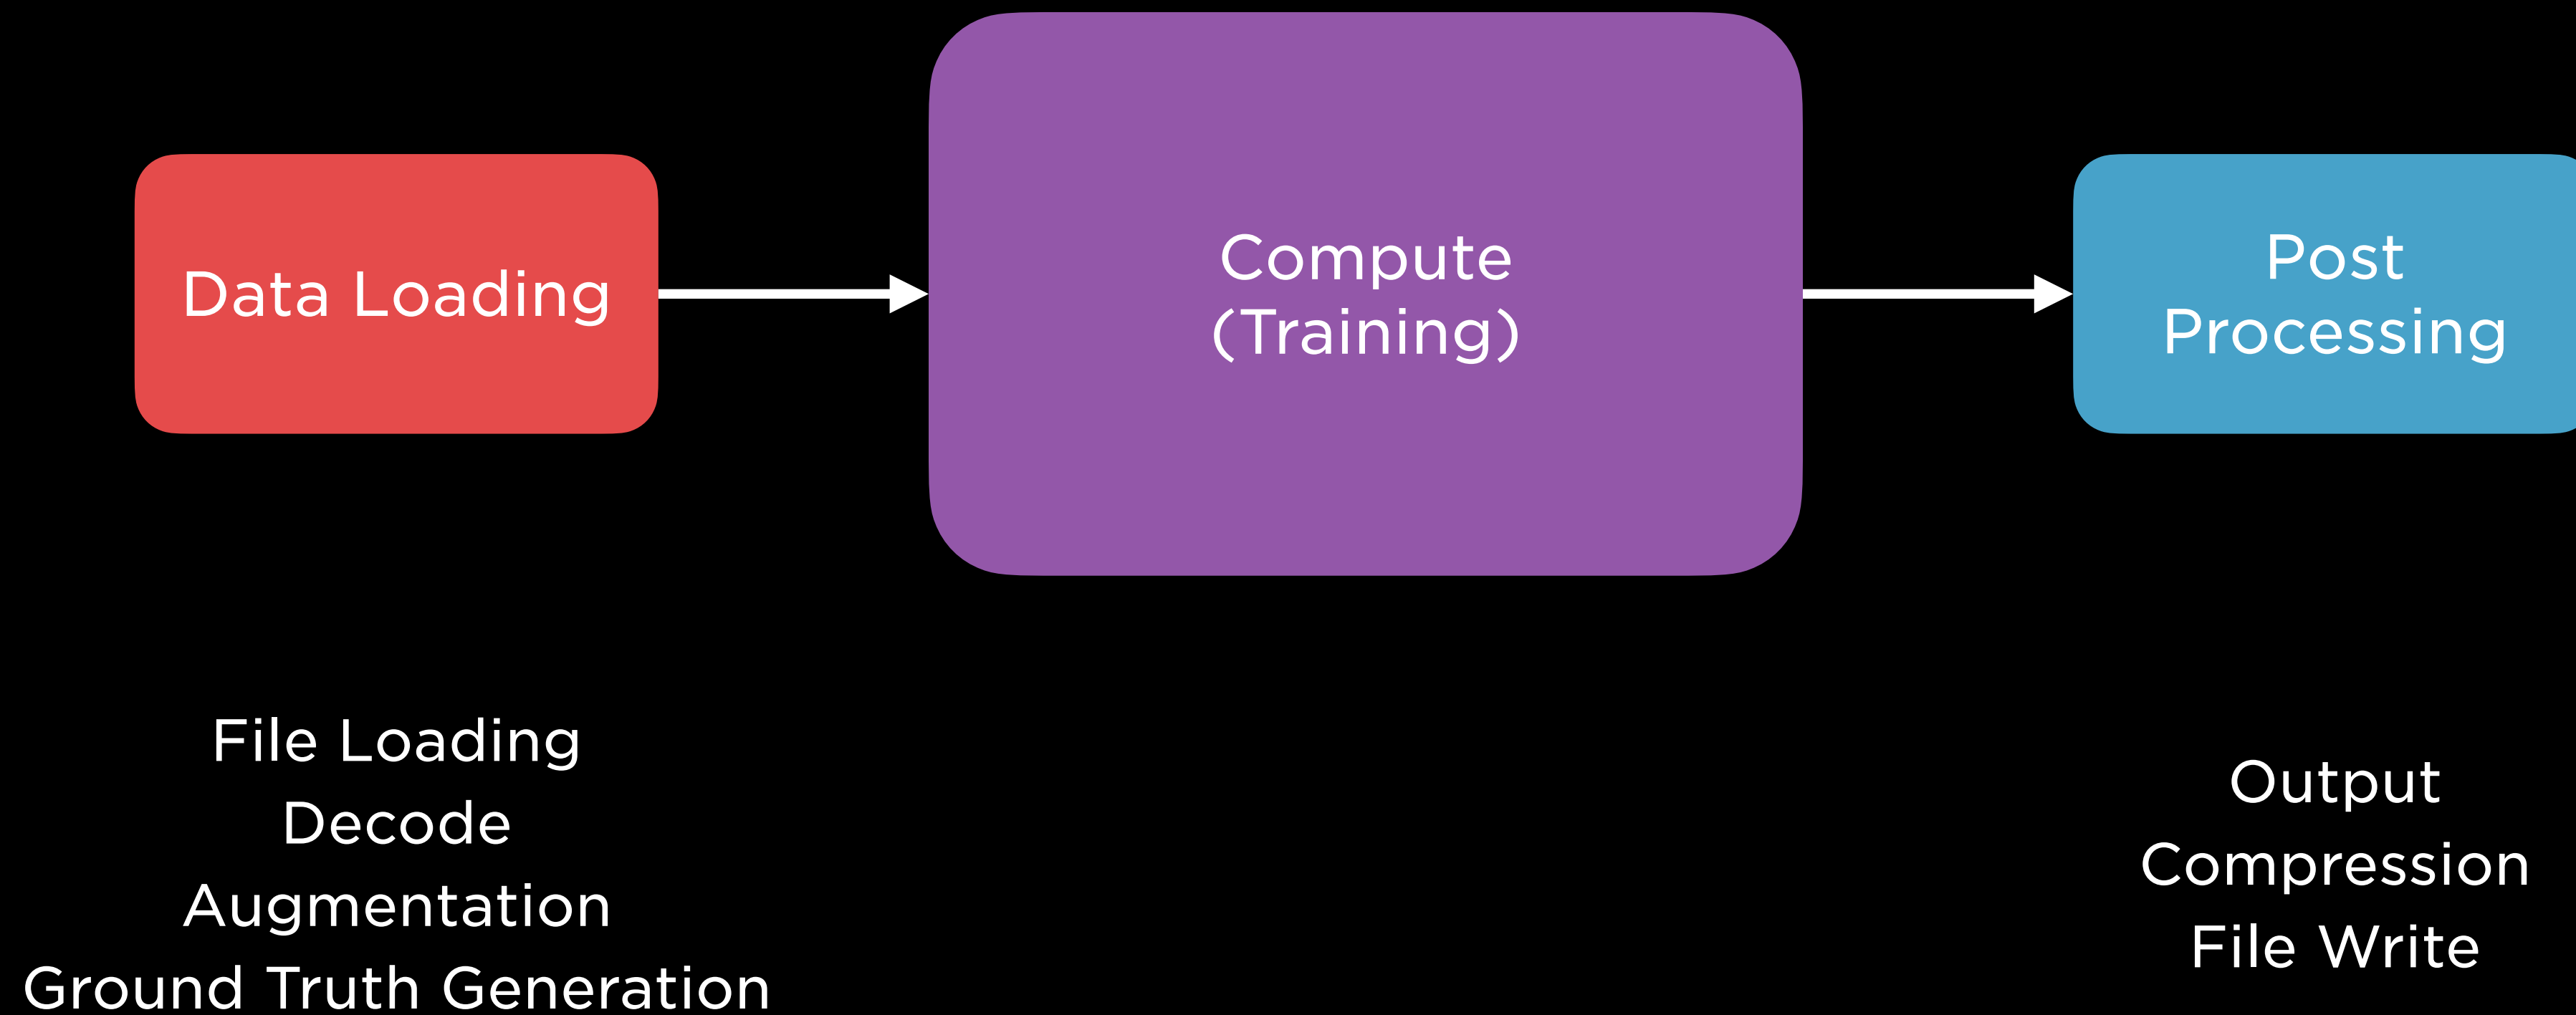 Data Loading
Compute
(Training)
Post
Processing
File Loading
Decode
Augmentation
Ground Truth Generation
Output
Compression
File Write